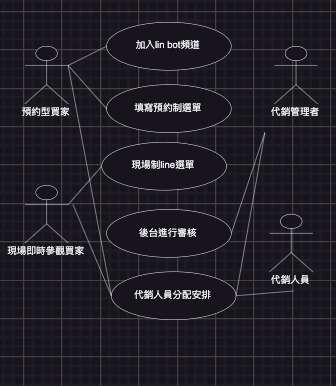 加入lin bot頻道
填寫預約制選單
預約型買家
代銷管理者
現場制line選單
後台進行審核
現場即時參觀買家
代銷人員
代銷人員分配安排